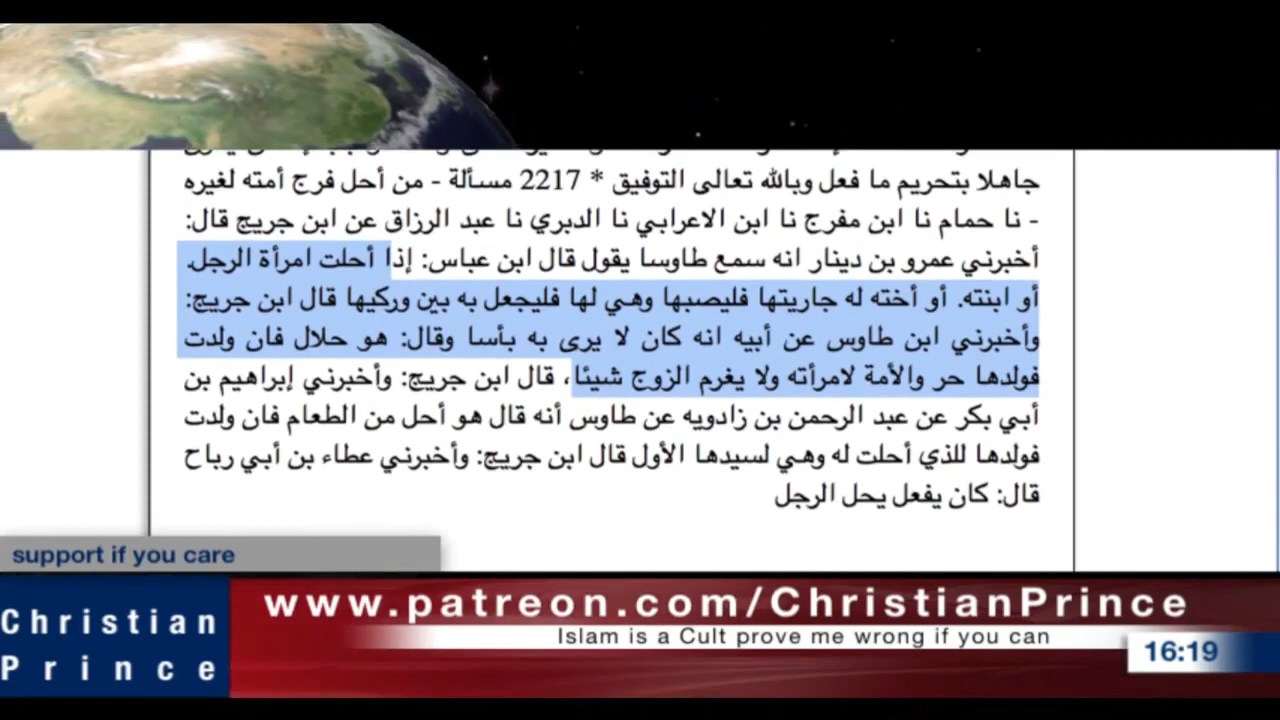 جاهلا بتحريم ما فعل وبالله تعالى التوفيق * 2217 مسألة - من أحل فرج أمته لغيره
- نا حمام نا ابن مفرج نا ابن الاعرابي نا الدبري نا عبد الرزاق عن ابن جريج قال:
أخبرني عمرو بن دينار انه سمع طاوسا يقول قال ابن عباس: إذا أحلت امرأة الرجل.
أو ابنته. أو أخته له جاريتها فليصبها وهي لها فليجعل به بين وركيها قال ابن جريج:
وأخبرني ابن طاوس عن أبيه انه كان لا يرى به بأسا وقال: هو حلال فان ولدت
فولدها حر والأمة لامرأته ولا يغرم الزوج شيئا، قال ابن جريج: وأخبرني إبراهيم بن
أبي بكر عن عبد الرحمن بن زادويه عن طاوس أنه قال هو أحل من الطعام فان ولدت
فولدها للذي أحلت له وهي لسيدها الأول قال ابن جريج: وأخبرني عطاء بن أبي رباح
قال: كان يفعل يحل الرجل
support if you care
Christian
Prince
www.patreon.com/ChristianPrince
Islam is a Cult prove me wrong if you can
16:19